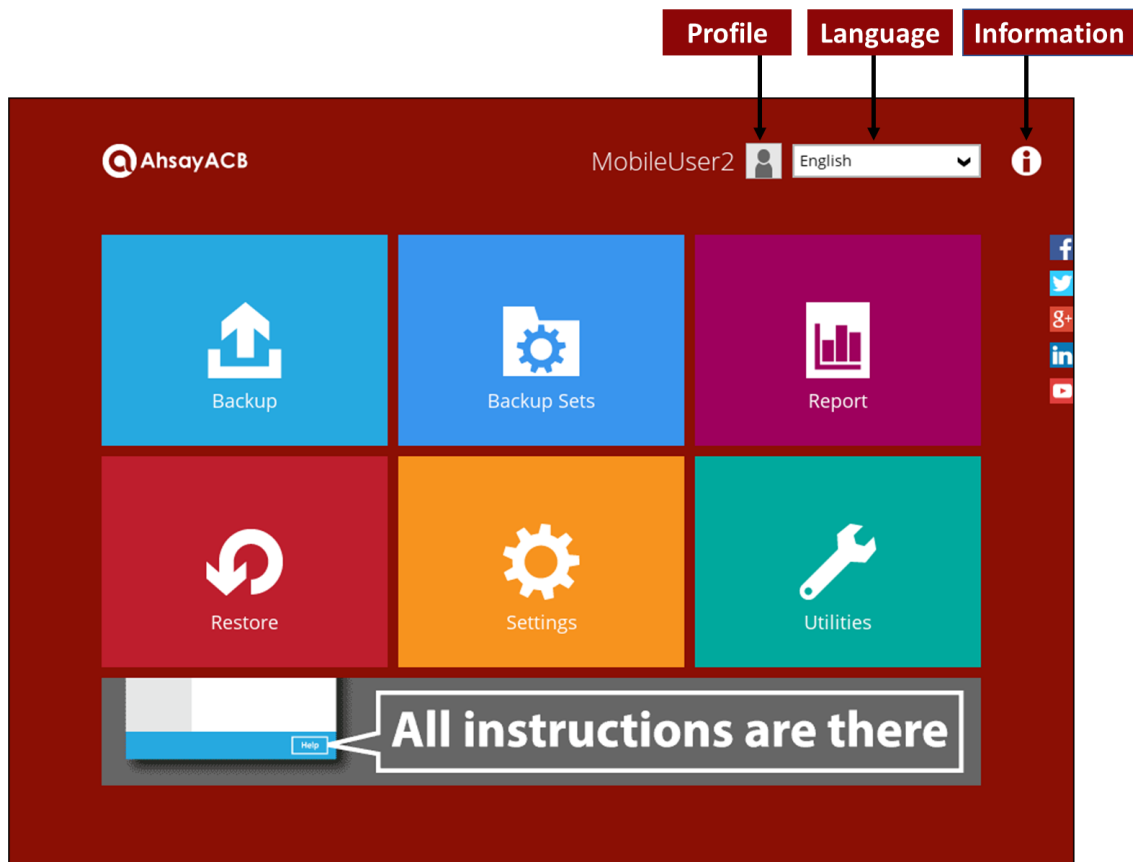 Profile Language Information
AhsayACB
MobileUser2 English
Backup Backup Sets Report
Restore Settings Utilities
Help
All instructions are there